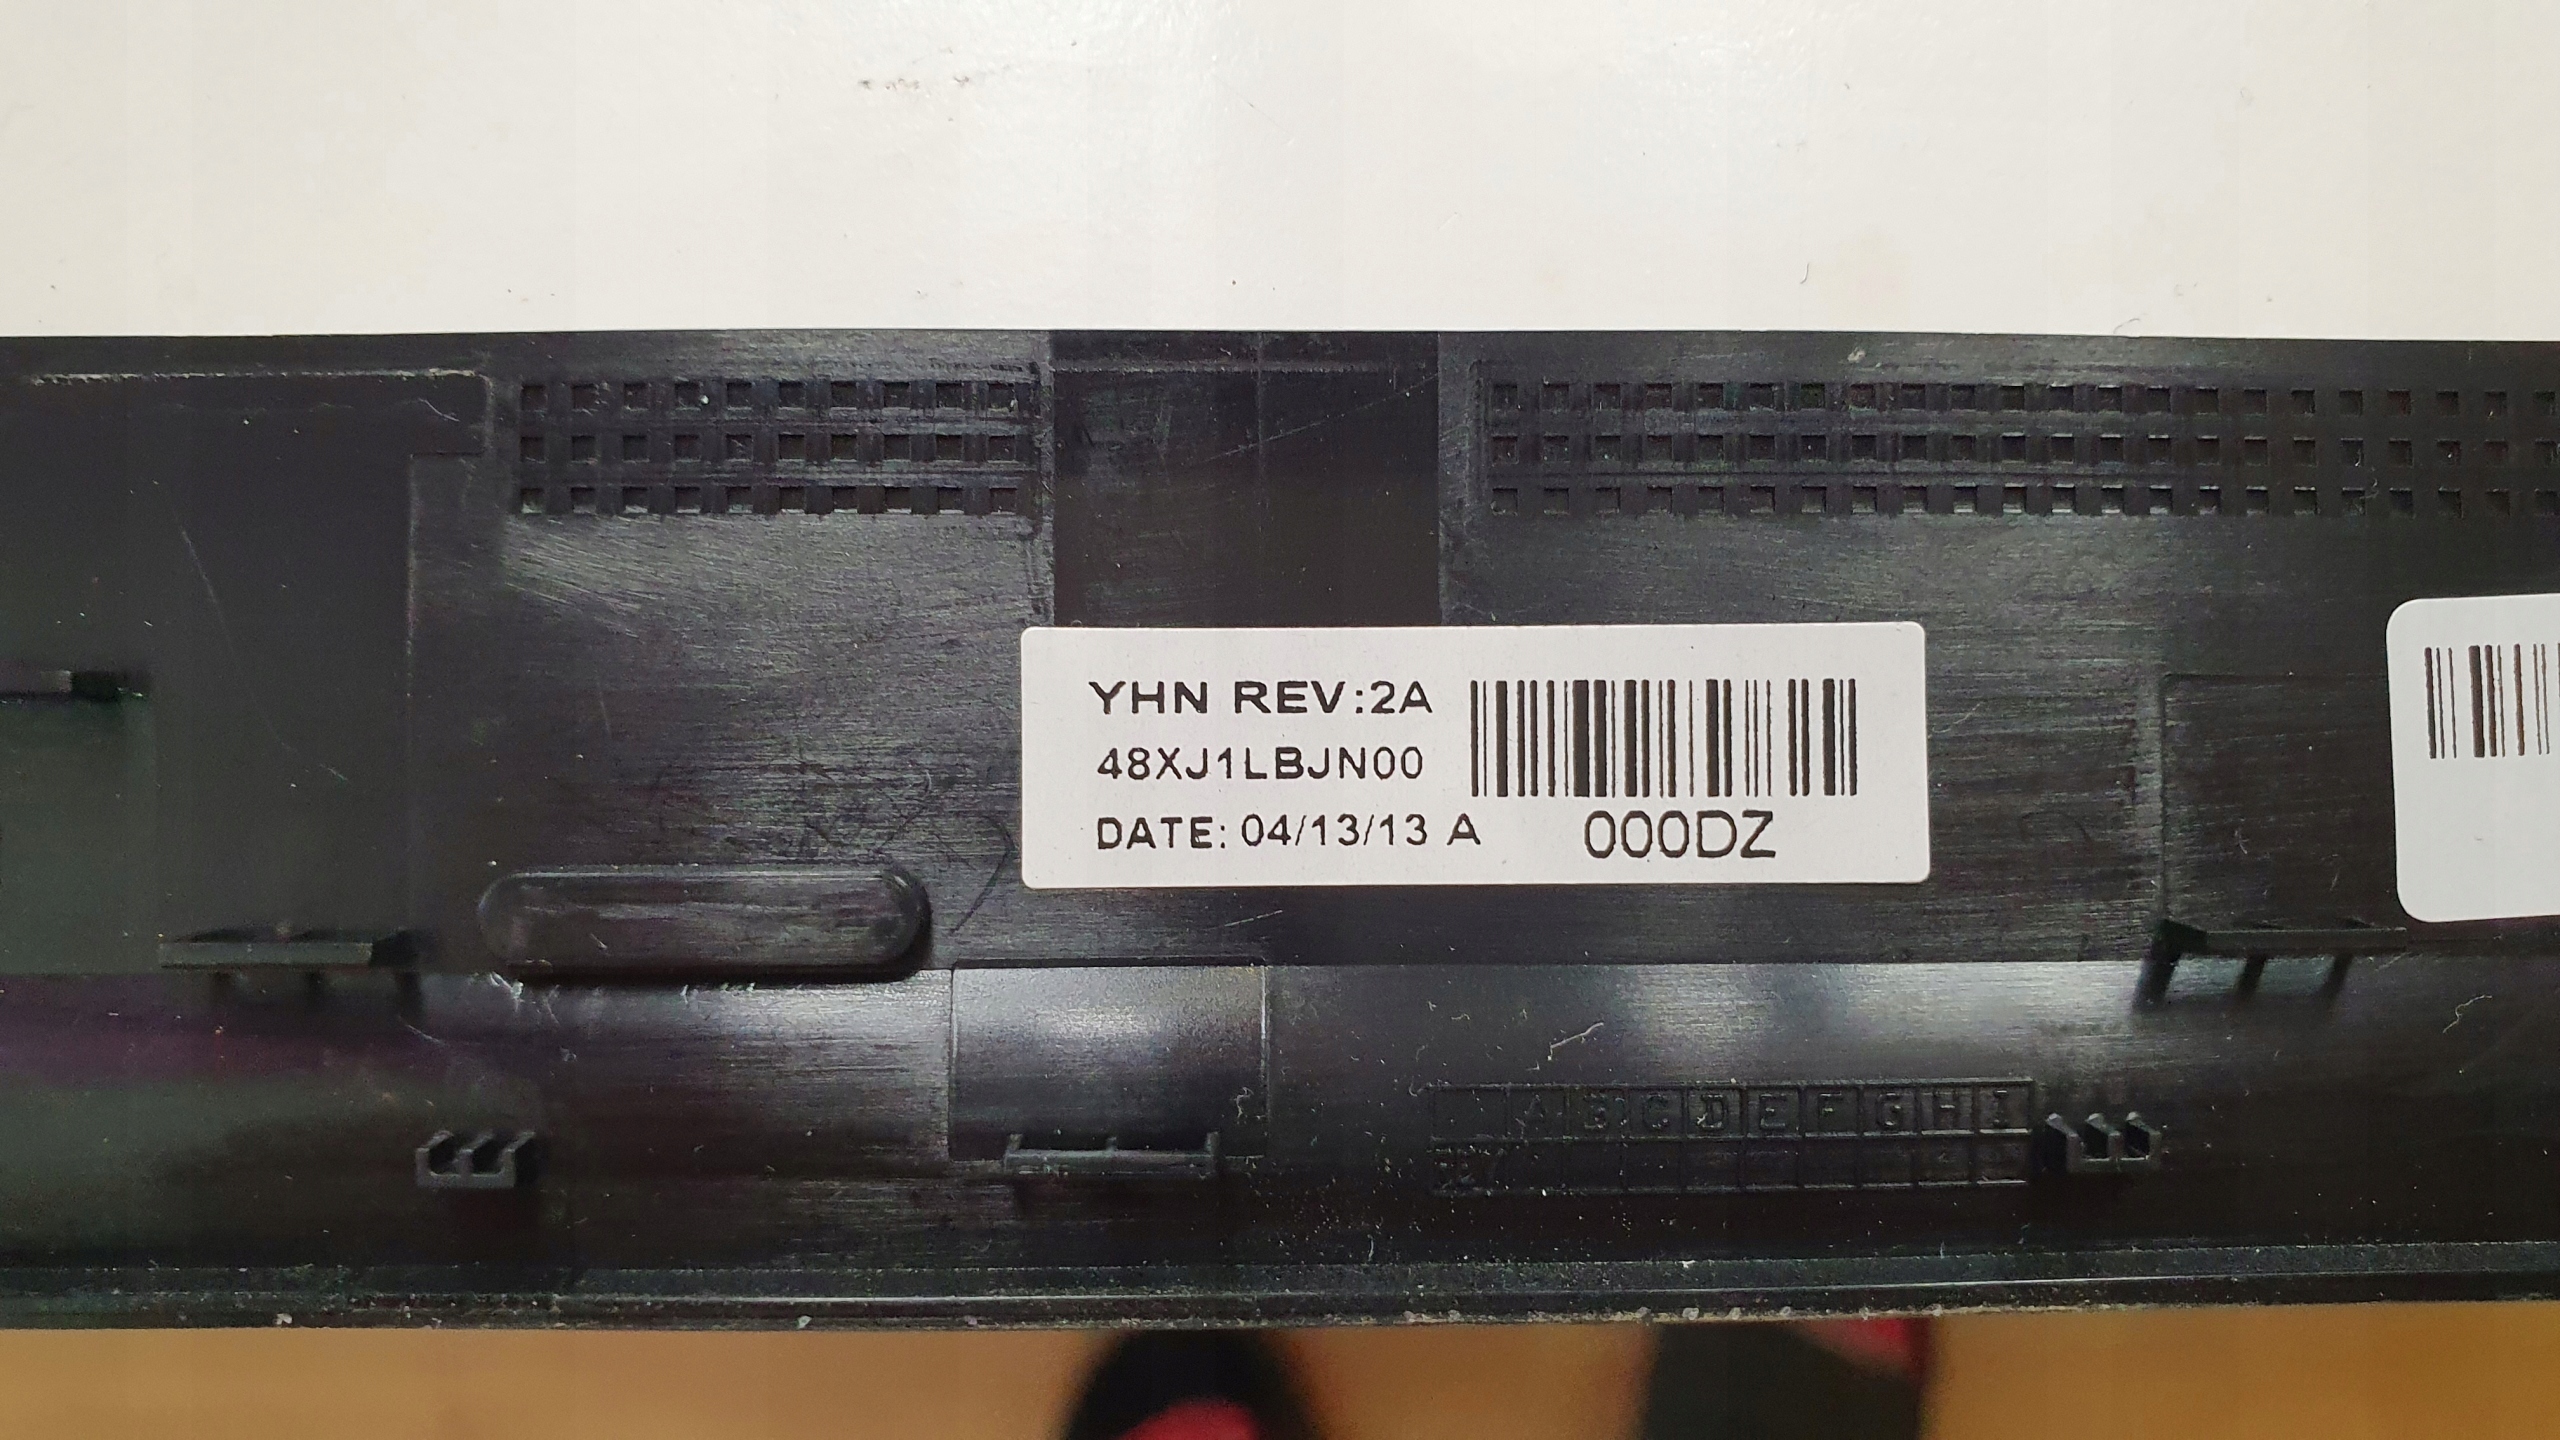 YHN REV:2A
48XJ1LBJN00
DATE: 04/13/13 A
000DZ
A B C D E F G H I